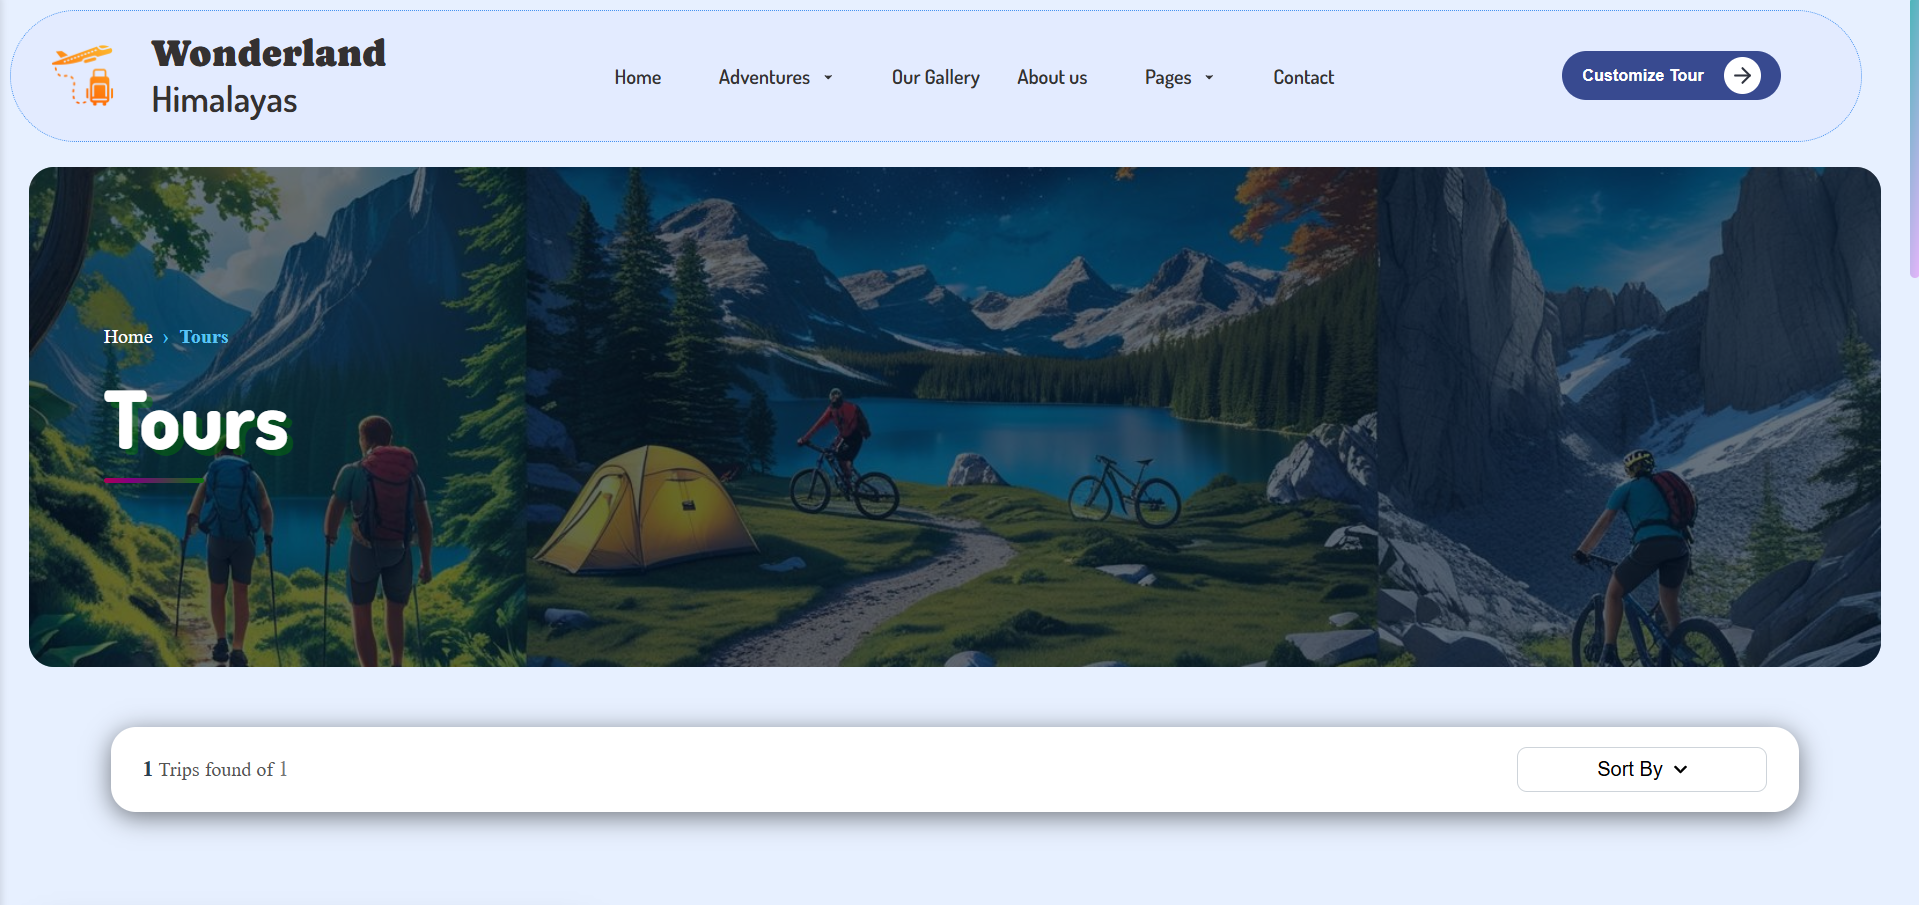 Wonderland
Himalayas
Home Adventures Our Gallery About us Pages Contact
Customize Tour
Home › Tours
Tours
1 Trips found of 1
Sort By